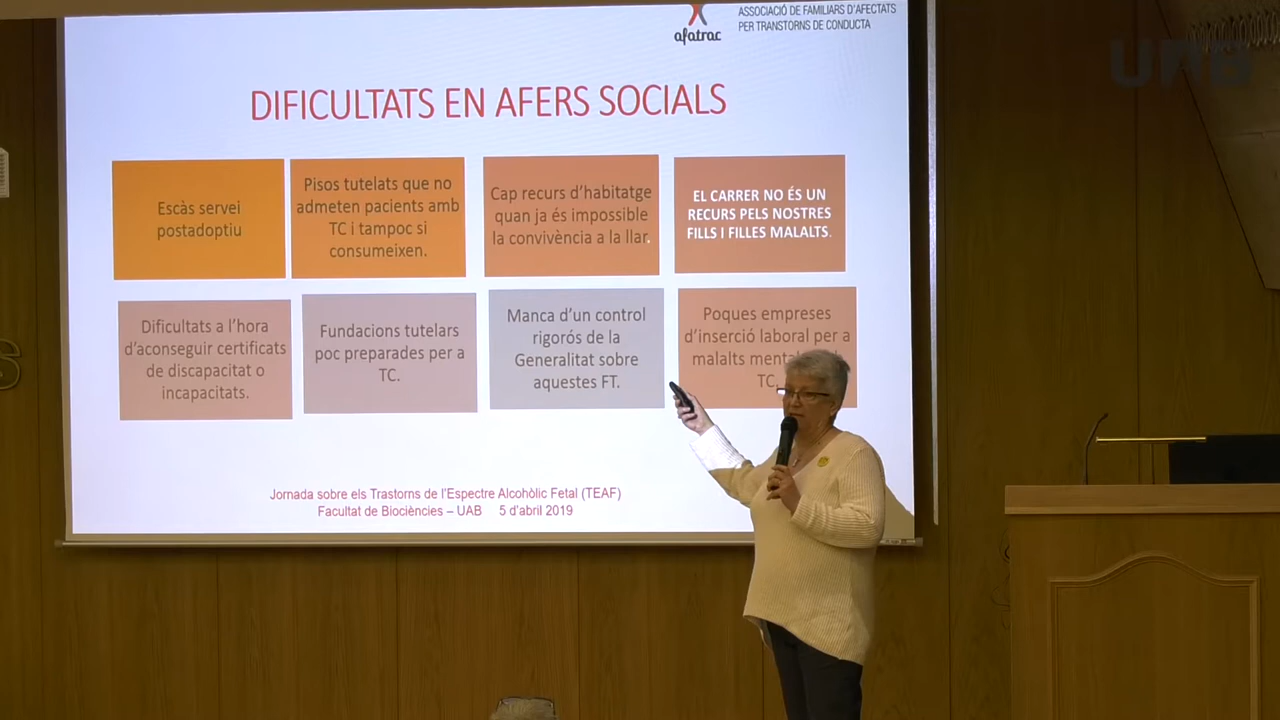 afatrac
ASSOCIACIÓ DE FAMILIARS D'AFECTATS
PER TRANSTORNS DE CONDUCTA
UAB
DIFICULTATS EN AFERS SOCIALS
Escàs servei
postadoptiu
Pisos tutelats que no
admeten pacients amb
TC i tampoc si
consumeixen.
Cap recurs d'habitatge
quan ja és impossible
la convivència a la llar.
EL CARRER NO ÉS UN
RECURS PELS NOSTRES
FILLS I FILLES MALALTS.
Dificultats a l'hora
d'aconseguir certificats
de discapacitat o
incapacitats.
Fundacions tutelars
poc preparades per a
TC.
Manca d'un control
rigorós de la
Generalitat sobre
aquestes FT.
Poques empreses
d'inserció laboral per a
malalts
TC.
Jornada sobre els Trastorns de l'Espectre Alcohòlic Fetal (TEAF)
Facultat de Biociències – UAB 5 d'abril 2019